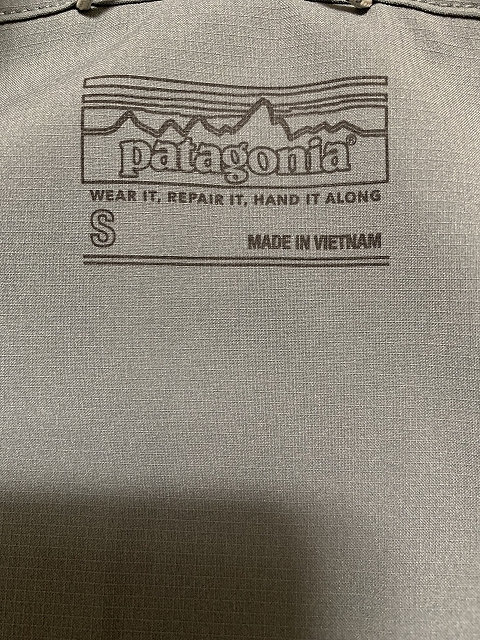 patagonia®
WEAR IT, REPAIR IT, HAND IT ALONG
S
MADE IN VIETNAM